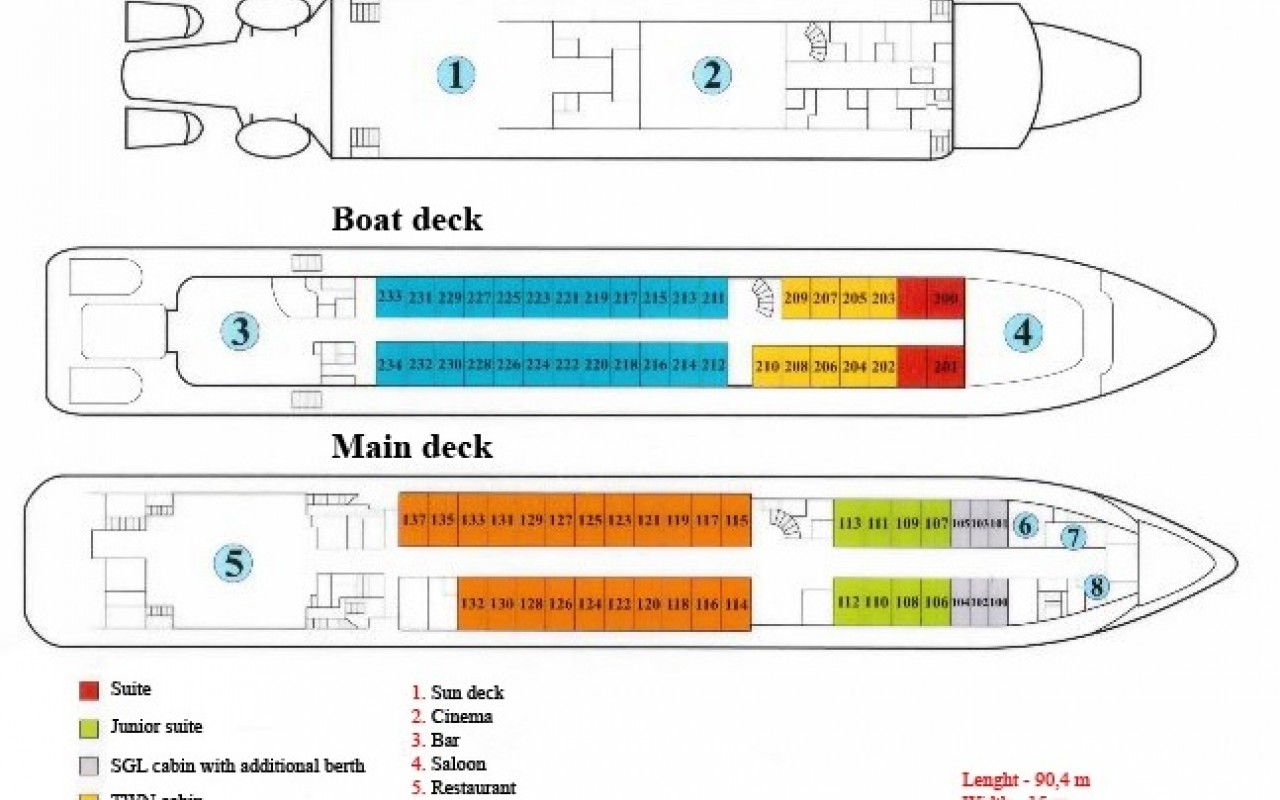 1 2
Boat deck
233 231 229 227 225 223 221 219 217 215 213 211 209 207 205 203 200
3 4
234 232 230 228 226 224 222 220 218 216 214 212 210 208 206 204 202 201
Main deck
137 135 133 131 129 127 125 123 121 119 117 115 113 111 109 107 105 103 101 6
7
5
8
132 130 128 126 124 122 120 118 116 114 112 110 108 106 104 102 100
Suite
Junior suite
SGL cabin with additional berth
TWN cabin
1. Sun deck
2. Cinema
3. Bar
4. Saloon
5. Restaurant
Lenght - 90,4 m